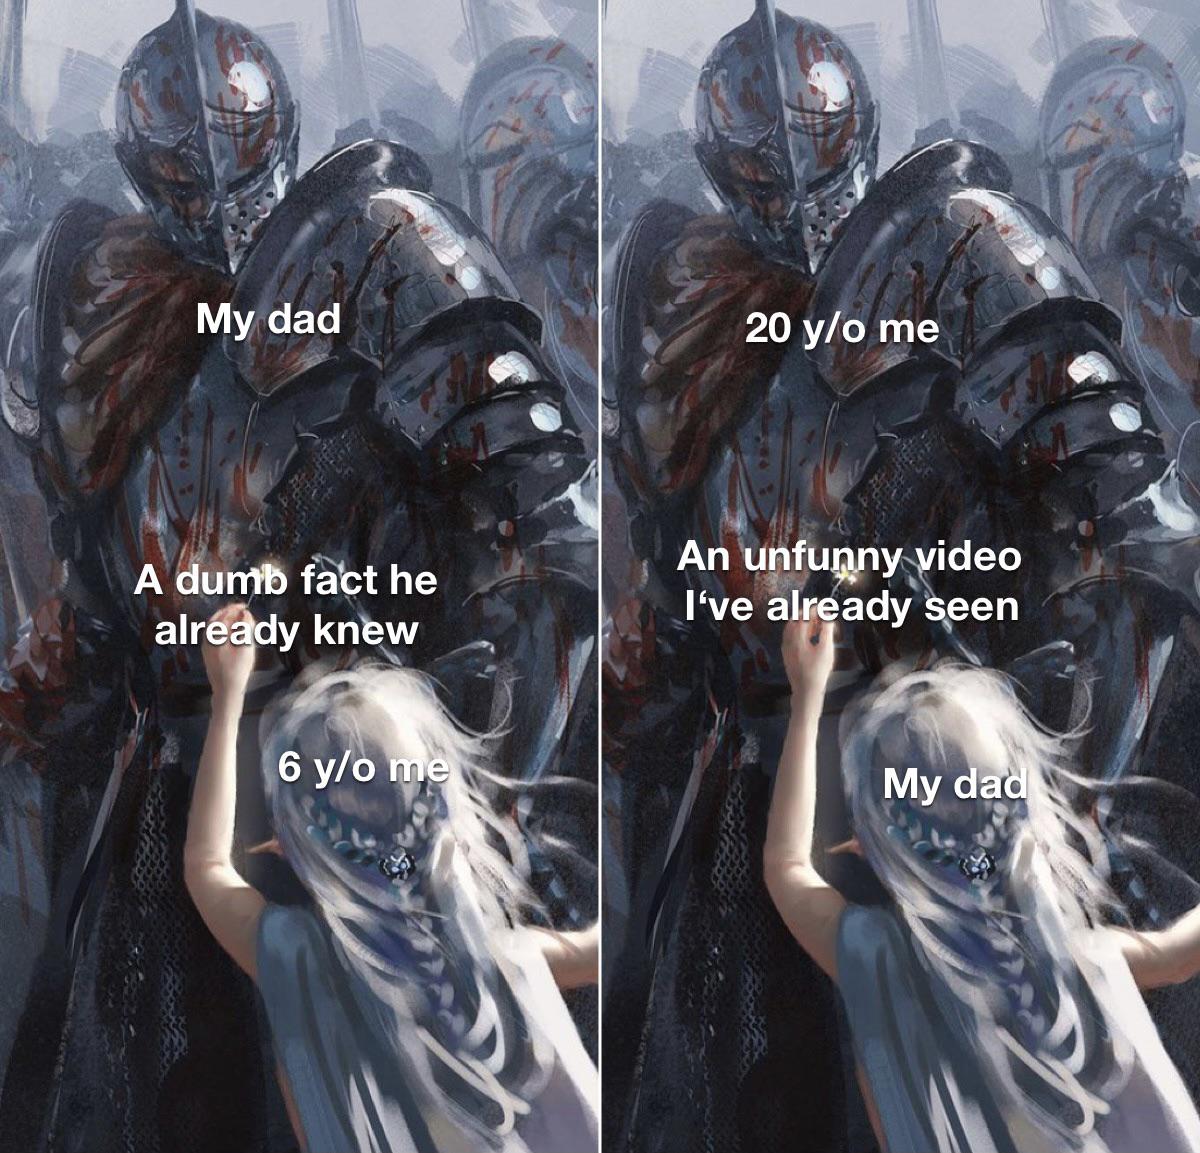 My dad
A dumb fact he
already knew
6 y/o me
20 y/o me
An unfunny video
I‘ve already seen
My dad